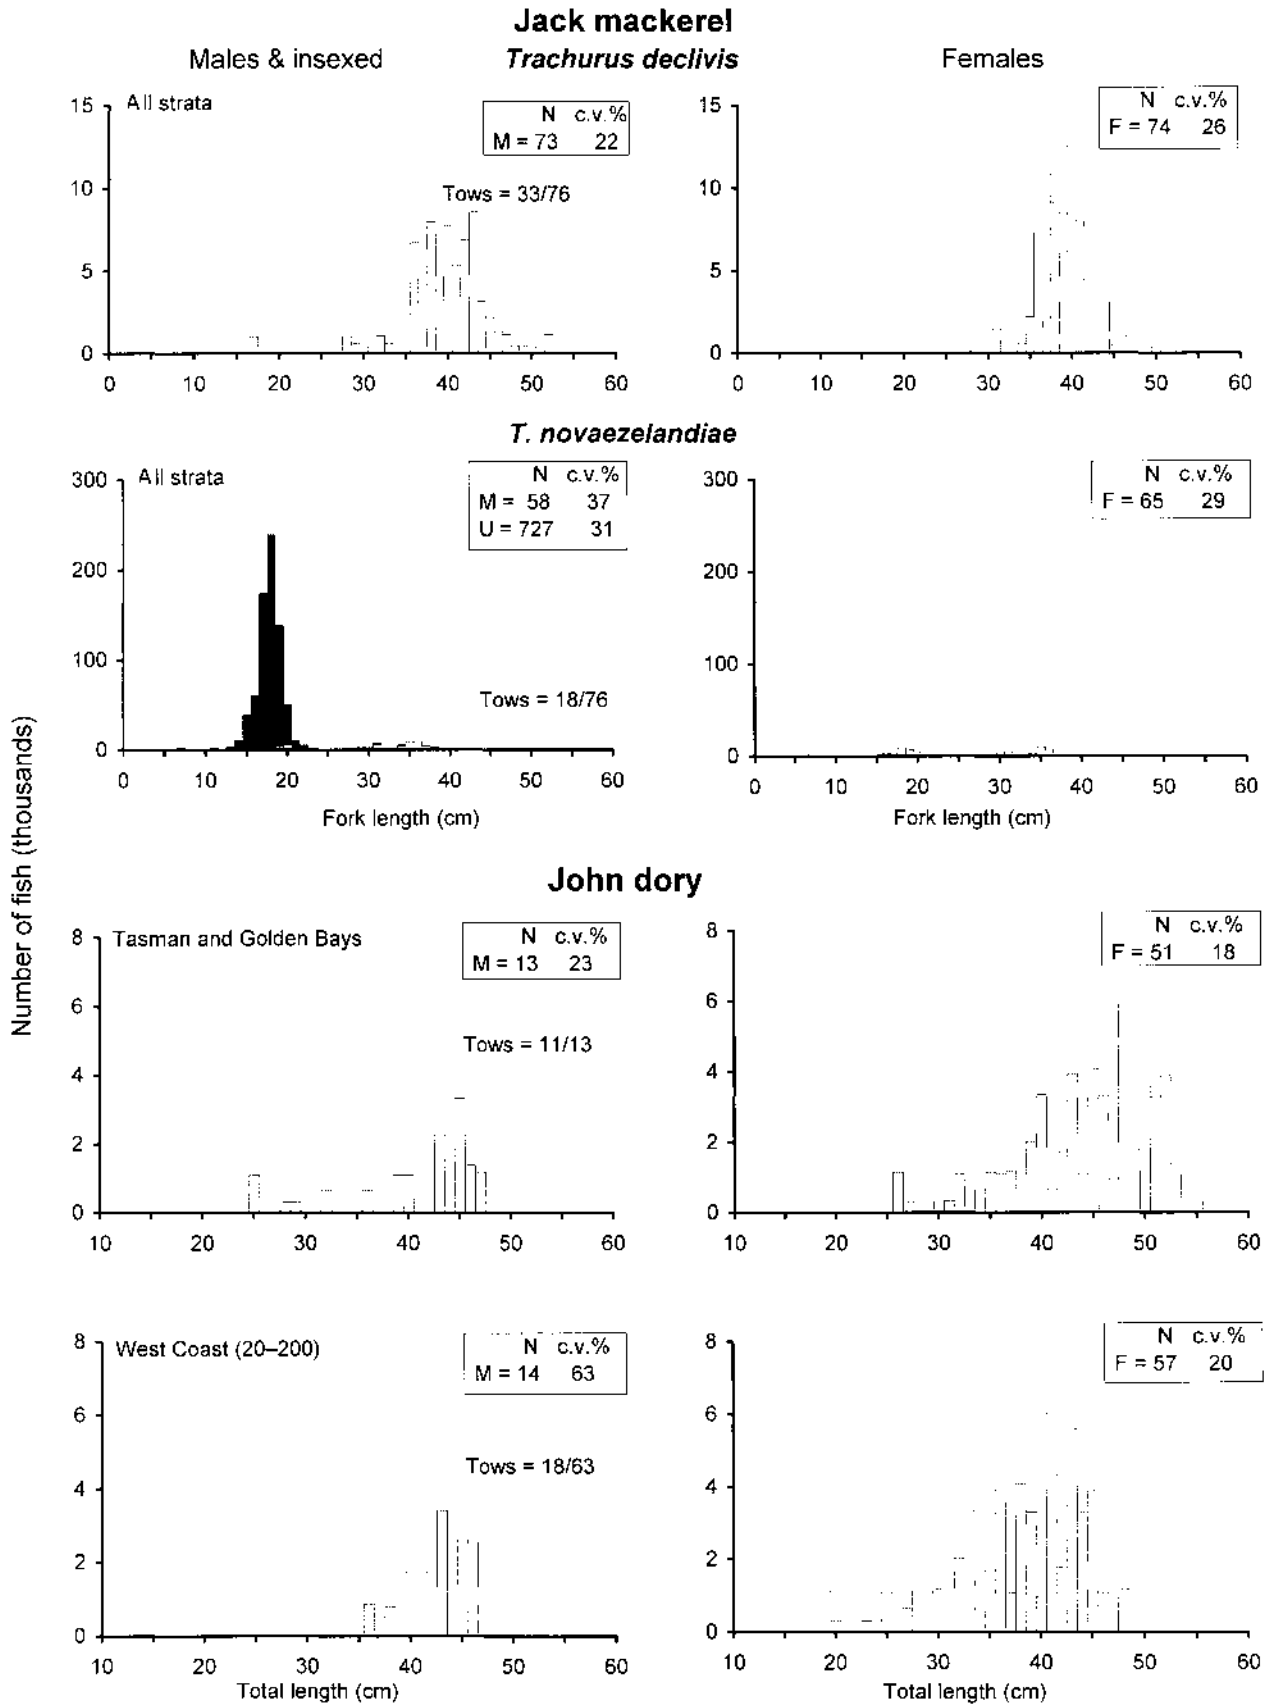 Jack mackerel
Males & insexed
Trachurus declivis
Females
All strata
N c.v.%
M = 73 22
Tows = 33/76
15
10
5
0
0 10 20 30 40 50 60
N c.v.%
F = 74 26
15
10
5
0
0 10 20 30 40 50 60
T. novaezelandiae
All strata
N c.v.%
M = 58 37
U = 727 31
Tows = 18/76
300
200
100
0
0 10 20 30 40 50 60
Fork length (cm)
N c.v.%
F = 65 29
300
200
100
0
0 10 20 30 40 50 60
Fork length (cm)
Number of fish (thousands)
John dory
Tasman and Golden Bays
N c.v.%
M = 13 23
Tows = 11/13
8
6
4
2
0
10 20 30 40 50 60
N c.v.%
F = 51 18
8
6
4
2
0
10 20 30 40 50 60
West Coast (20–200)
N c.v.%
M = 14 63
Tows = 18/63
8
6
4
2
0
10 20 30 40 50 60
Total length (cm)
N c.v.%
F = 57 20
8
6
4
2
0
10 20 30 40 50 60
Total length (cm)